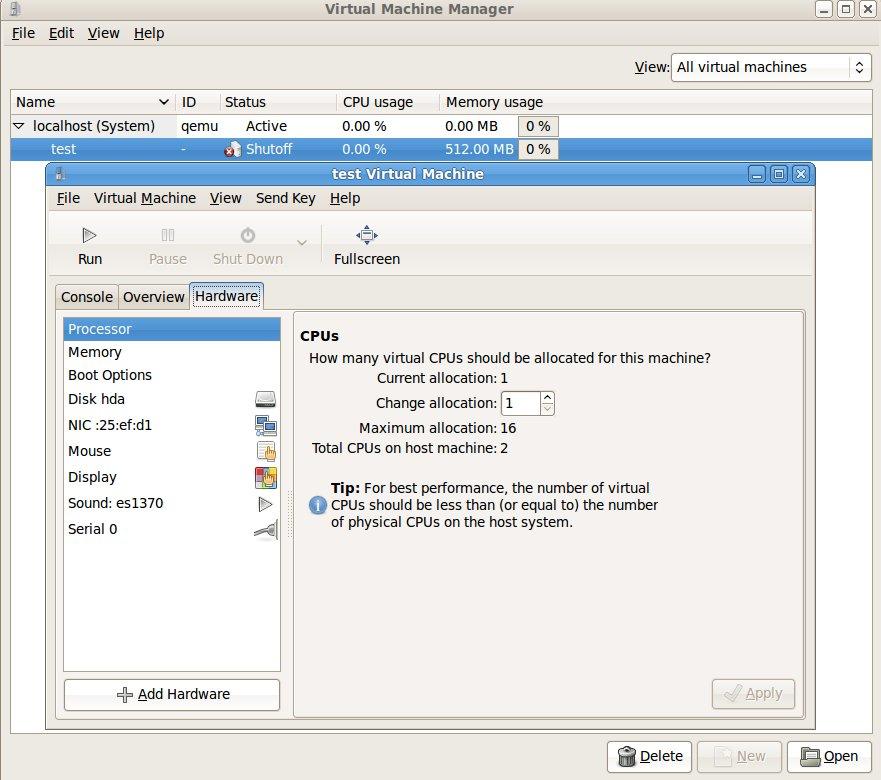 Virtual Machine Manager
File Edit View Help
View: All virtual machines
Name ID Status CPU usage Memory usage
localhost (System) qemu Active 0.00 % 0.00 MB 0 %
test - Shutoff 0.00 % 512.00 MB 0 %
test Virtual Machine
File Virtual Machine View Send Key Help
Run Pause Shut Down Fullscreen
Console Overview Hardware
Processor
Memory
Boot Options
Disk hda
NIC :25:ef:d1
Mouse
Display
Sound: es1370
Serial 0
Add Hardware
CPUs
How many virtual CPUs should be allocated for this machine?
Current allocation: 1
Change allocation: 1
Maximum allocation: 16
Total CPUs on host machine: 2
Tip: For best performance, the number of virtual
CPUs should be less than (or equal to) the number
of physical CPUs on the host system.
Apply
Delete New Open